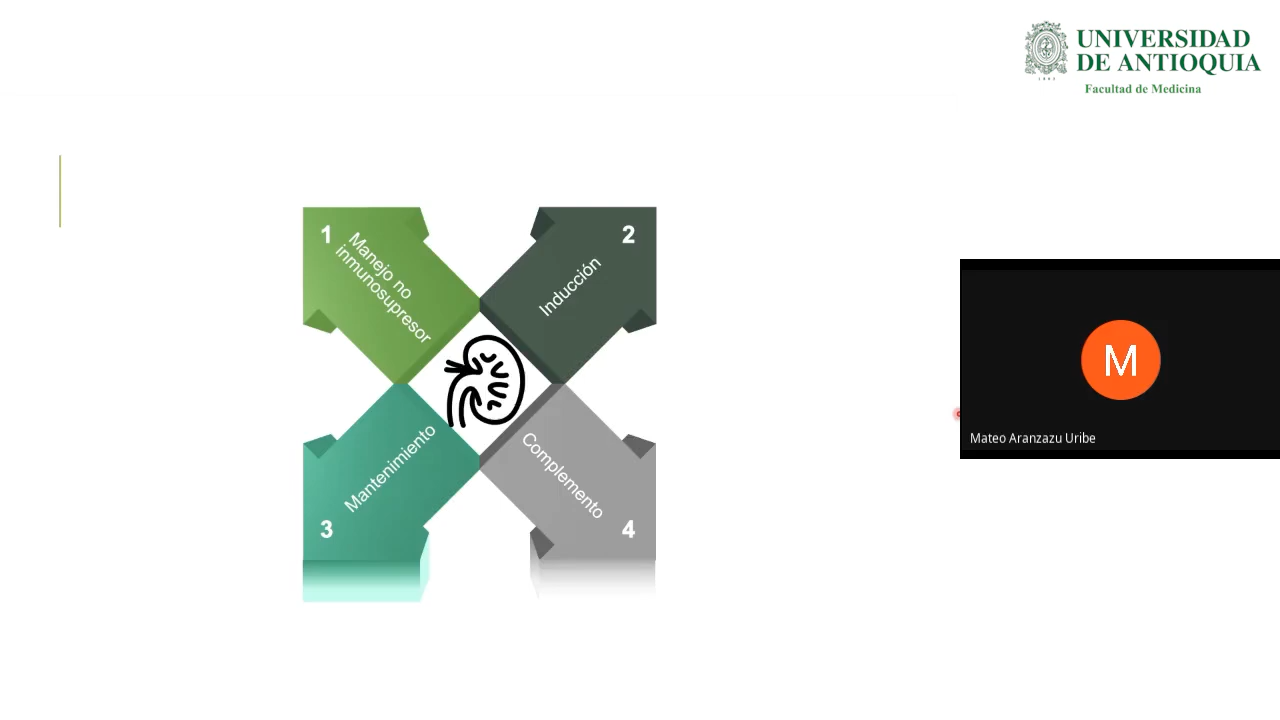 UNIVERSIDAD
DE ANTIOQUIA
1803
Facultad de Medicina
1
Manejo no
inmunosupresor
2
Inducción
3
Mantenimiento
4
Complemento
M
Mateo Aranzazu Uribe